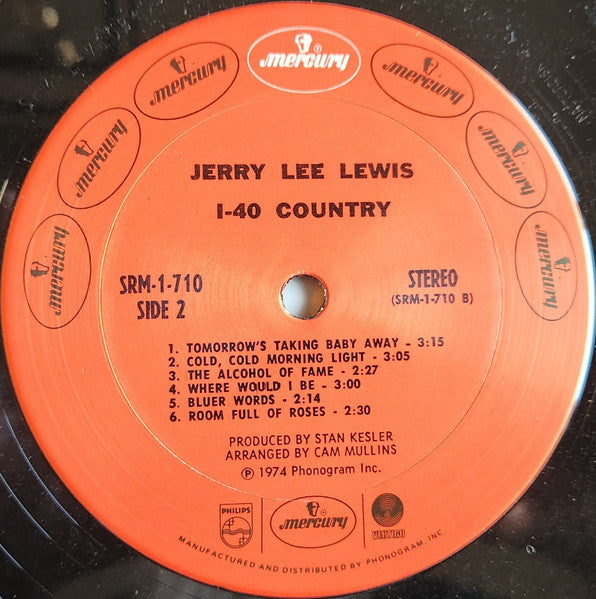 mercury
mercury
mercury
mercury
mercury
mercury
mercury
JERRY LEE LEWIS
I-40 COUNTRY
SRM-1-710
SIDE 2
STEREO
(SRM-1-710 B)
1. TOMORROW'S TAKING BABY AWAY - 3:15
2. COLD, COLD MORNING LIGHT - 3:05
3. THE ALCOHOL OF FAME - 2:27
4. WHERE WOULD I BE - 3:00
5. BLUER WORDS - 2:14
6. ROOM FULL OF ROSES - 2:30
PRODUCED BY STAN KESLER
ARRANGED BY CAM MULLINS
℗ 1974 Phonogram Inc.
PHILIPS
mercury
VERTIGO
MANUFACTURED AND DISTRIBUTED BY PHONOGRAM, INC.